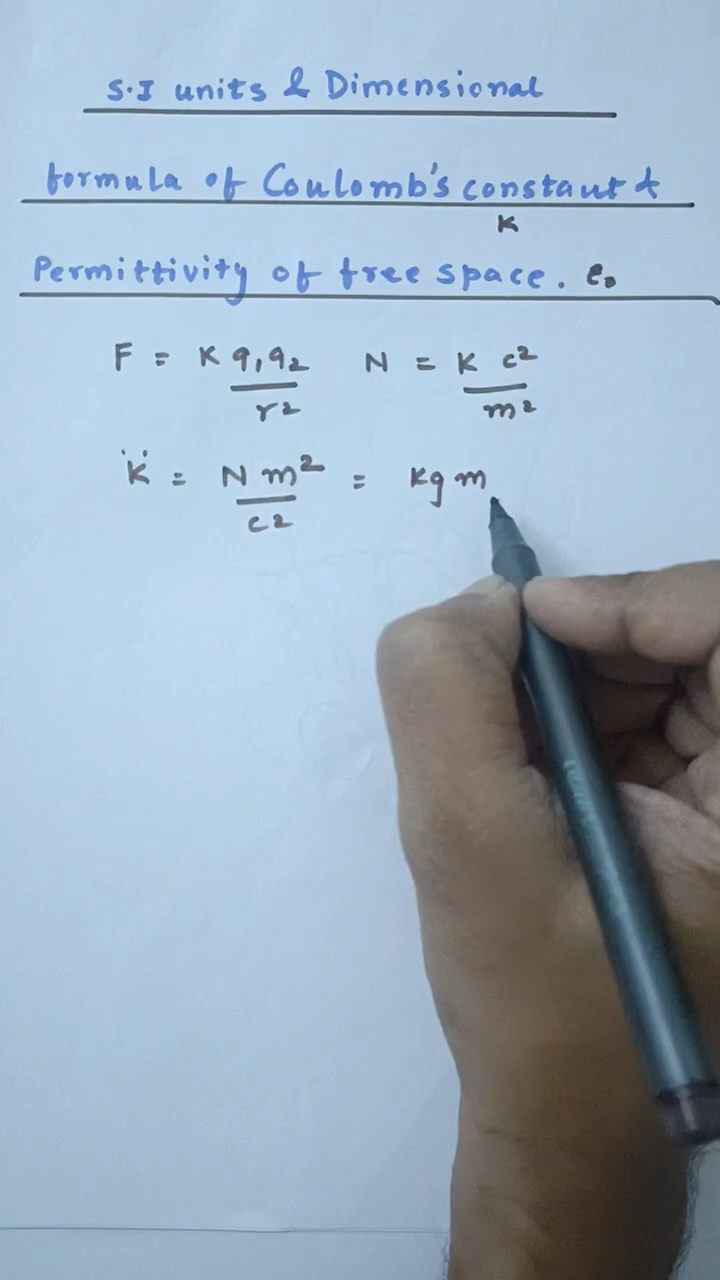 S.I units & Dimensional
formula of Coulomb's constant &
K
Permittivity of free space. ε₀
F = K q₁q₂ / r² N = K c² / m²
K = N m² / c² = kg m